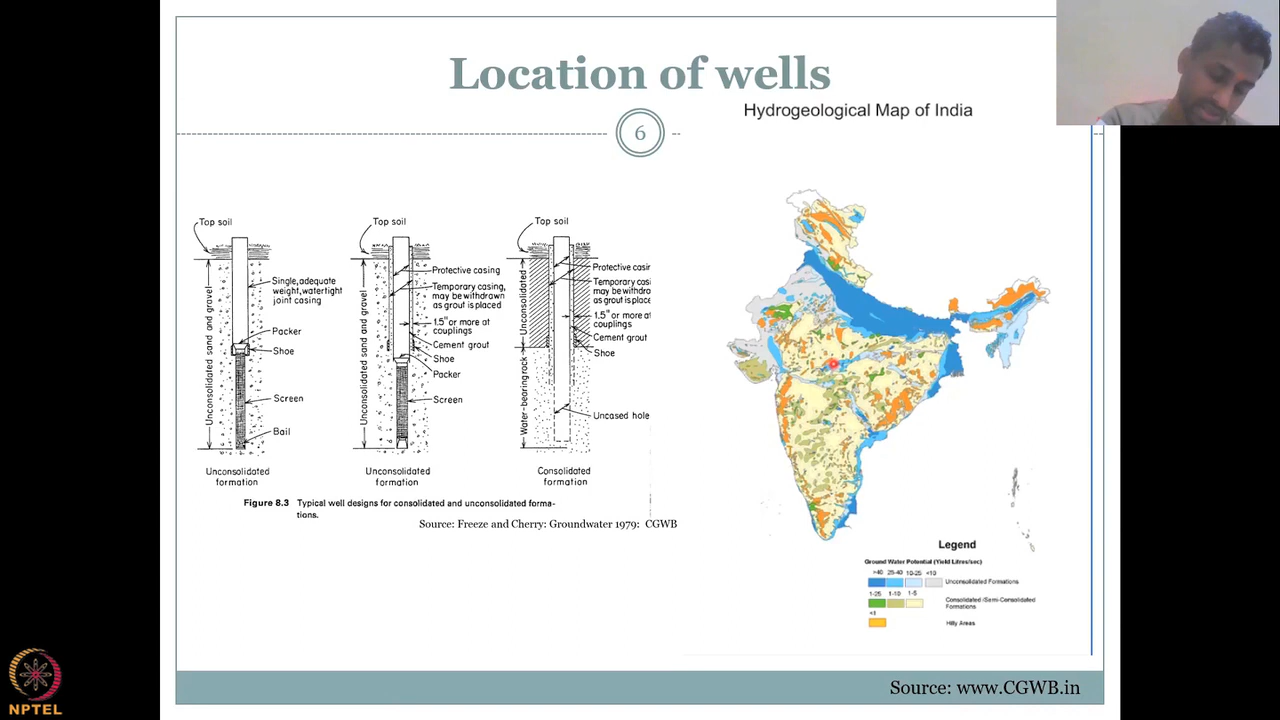 Location of wells
Hydrogeological Map of India
6
Top soil
Single, adequate
weight, watertight
joint casing
Packer
Shoe
Screen
Bail
Unconsolidated sand and gravel
Unconsolidated
formation
Top soil
Protective casing
Temporary casing,
may be withdrawn
as grout is placed
1.5" or more at
couplings
Cement grout
Shoe
Packer
Screen
Unconsolidated sand and gravel
Unconsolidated
formation
Top soil
Protective casir
Temporary casi
may be withdra
as grout is place
1.5" or more at
couplings
Cement grout
Shoe
Uncased hole
Unconsolidated
Water-bearing rock
Consolidated
formation
Figure 8.3 Typical well designs for consolidated and unconsolidated forma-
tions.
Source: Freeze and Cherry: Groundwater 1979: CGWB
Legend
Ground Water Potential (Yield Litres/sec)
>40 25-40 10-25 <10
Unconsolidated Formations
1-25 1-10 1-5
Consolidated /Semi-Consolidated
Formations
<1
Hilly Areas
Source: www.CGWB.in
NPTEL